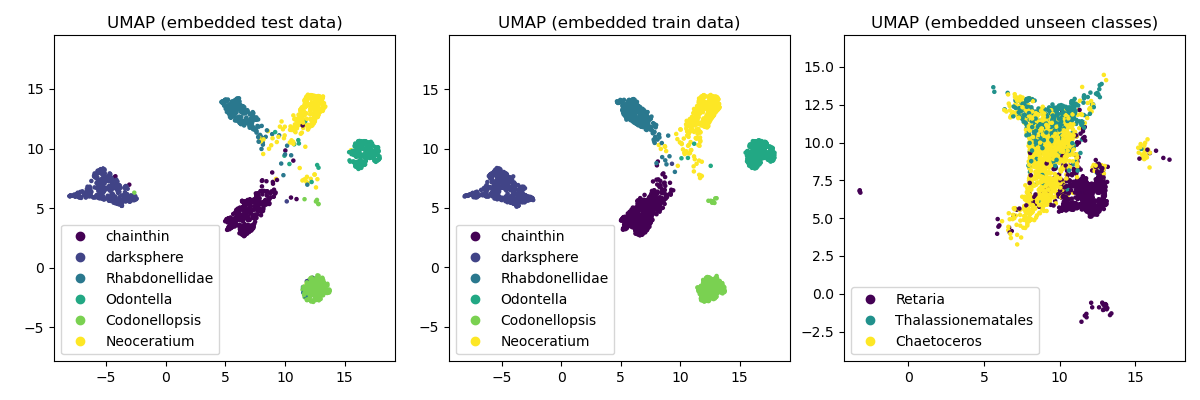 UMAP (embedded test data)
15
10
5
0
−5
−5
0
5
10
15
chainthin
darksphere
Rhabdonellidae
Odontella
Codonellopsis
Neoceratium
UMAP (embedded train data)
15
10
5
0
−5
−5
0
5
10
15
chainthin
darksphere
Rhabdonellidae
Odontella
Codonellopsis
Neoceratium
UMAP (embedded unseen classes)
15.0
12.5
10.0
7.5
5.0
2.5
0.0
−2.5
0
5
10
15
Retaria
Thalassionematales
Chaetoceros